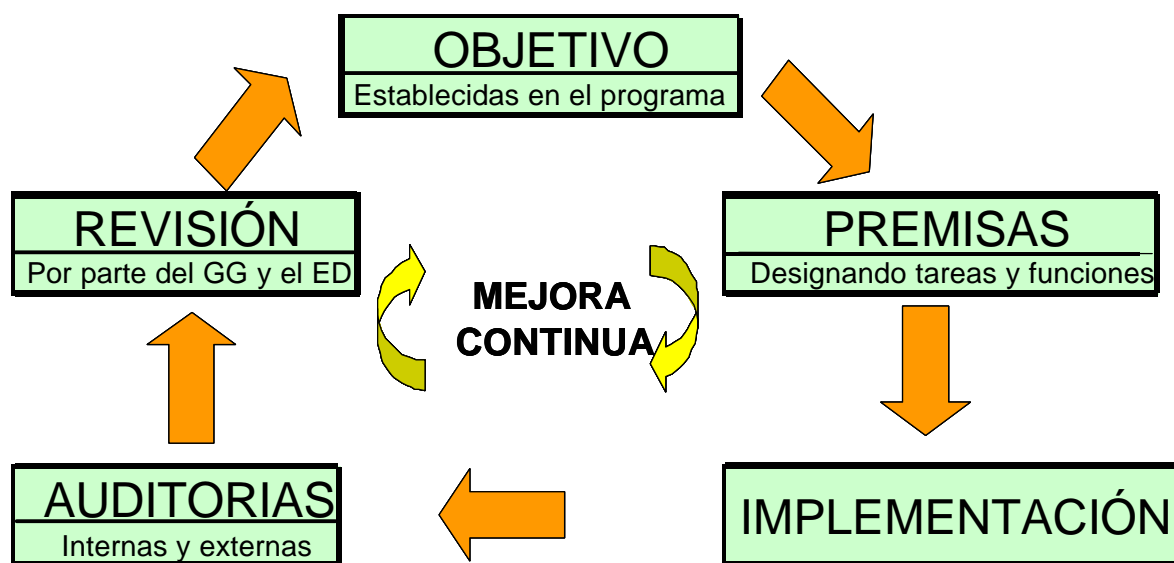 OBJETIVO
Establecidas en el programa
PREMISAS
Designando tareas y funciones
IMPLEMENTACIÓN
AUDITORIAS
Internas y externas
REVISIÓN
Por parte del GG y el ED
MEJORA
CONTINUA